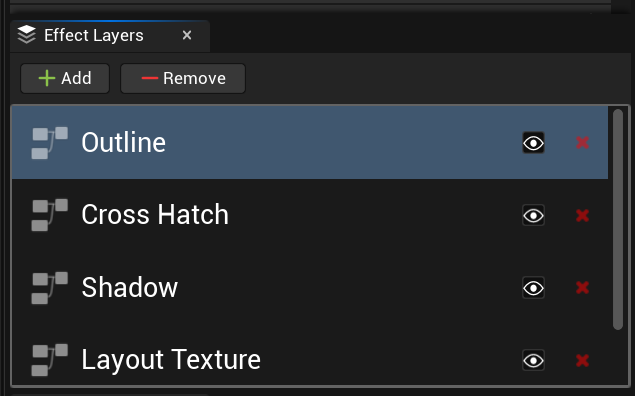 Effect Layers
Add Remove
Outline
Cross Hatch
Shadow
Layout Texture